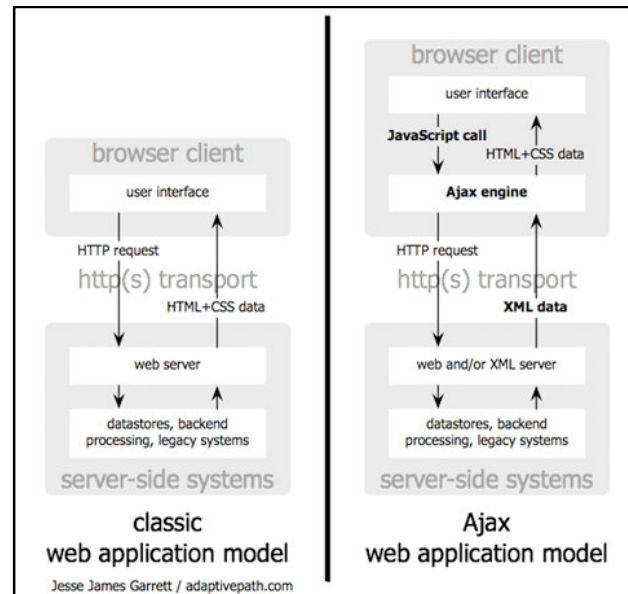 browser client
user interface
HTTP request
http(s) transport
HTML+CSS data
web server
datastores, backend
processing, legacy systems
server-side systems
classic
web application model
Jesse James Garrett / adaptivepath.com
browser client
user interface
JavaScript call
HTML+CSS data
Ajax engine
HTTP request
http(s) transport
XML data
web and/or XML server
datastores, backend
processing, legacy systems
server-side systems
Ajax
web application model